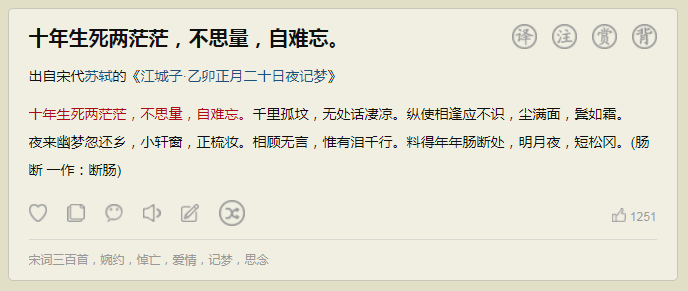 十年生死两茫茫，不思量，自难忘。
译 注 赏 背
出自宋代苏轼的《江城子·乙卯正月二十日夜记梦》
十年生死两茫茫，不思量，自难忘。千里孤坟，无处话凄凉。纵使相逢应不识，尘满面，鬓如霜。
夜来幽梦忽还乡，小轩窗，正梳妆。相顾无言，惟有泪千行。料得年年肠断处，明月夜，短松冈。(肠
断 一作：断肠)
1251
宋词三百首，婉约，悼亡，爱情，记梦，思念